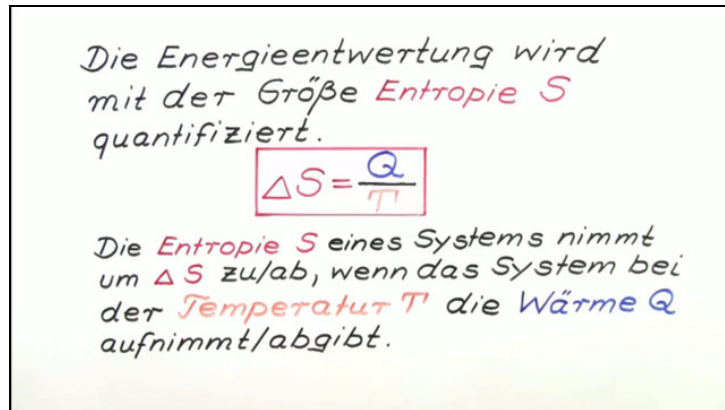 Die Energieentwertung wird
mit der Größe Entropie S
quantifiziert.
ΔS = Q/T
Die Entropie S eines Systems nimmt
um ΔS zu/ab, wenn das System bei
der Temperatur T die Wärme Q
aufnimmt/abgibt.